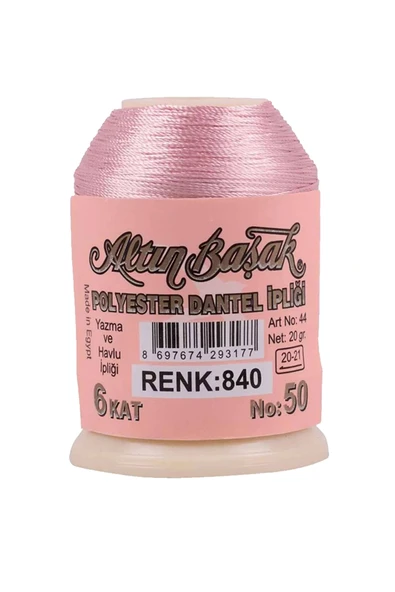 Altın Başak
POLYESTER DANTEL İPLİĞİ
Made in Egypt
Yazma
ve
Havlu
İpliği
8 697674 293177
Art No: 44
Net: 20 gr.
20-21
RENK:840
6 KAT
No: 50